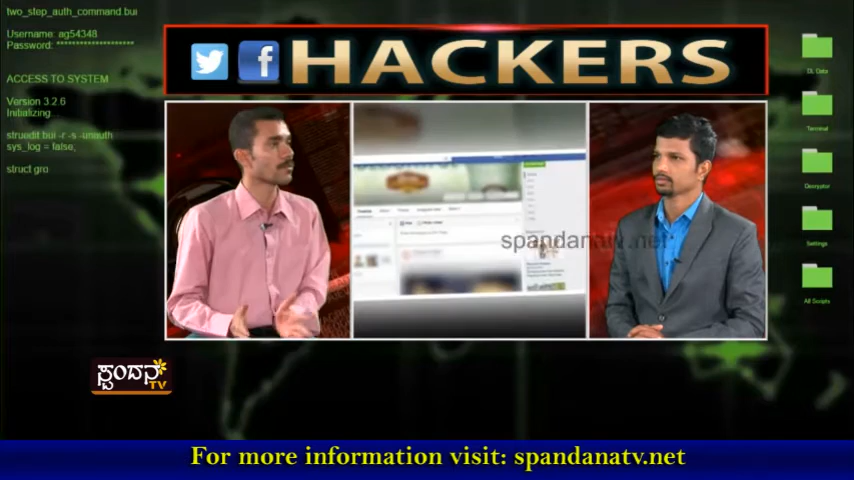 two_step_auth_command.bui
Username: ag54348
Password: ********************
ACCESS TO SYSTEM
Version 3.2.6
Initializing...
struedit bui -r -s -unauth
sys_log = false;
struct gro
HACKERS
DL Data
Terminal
Decryptor
Settings
All Scripts
spandanatv.net
ಸ್ಪಂದನ
TV
For more information visit: spandanatv.net